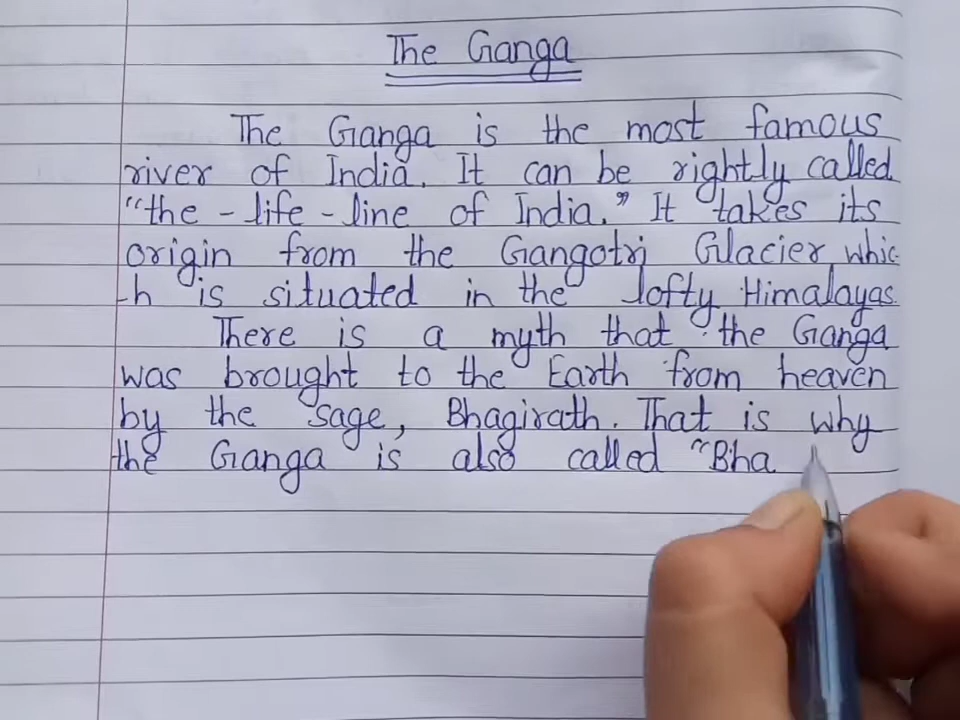 The Ganga
The Ganga is the most famous
river of India. It can be rightly called
"the - life - line of India." It takes its
origin from the Gangotri Glacier, whic
-h is situated in the lofty Himalayas
There is a myth that the Ganga
was brought to the Earth from heaven
by the sage, Bhagirath. That is why
the Ganga is also called "Bha